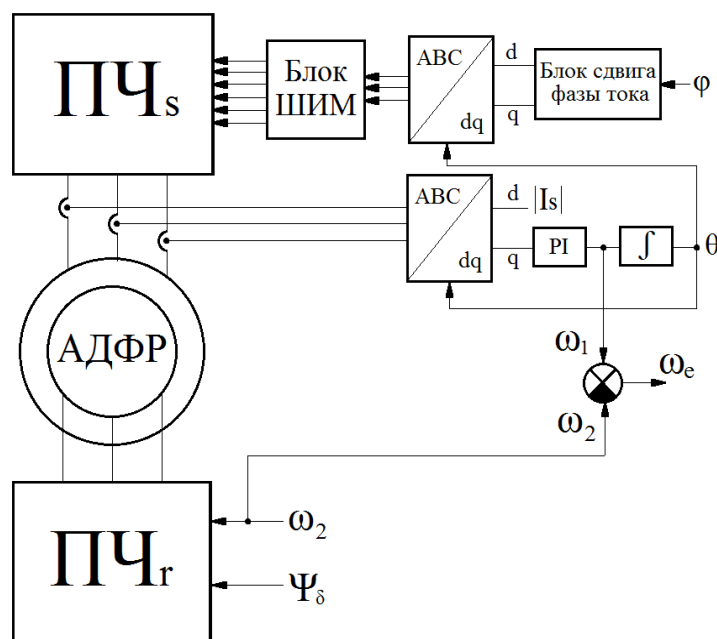 ПЧs
Блок
ШИМ
ABC
dq
d
q
Блок сдвига
фазы тока
φ
ABC
dq
d
|Is|
q
PI
∫
θ
АДФР
ω1
ωe
ω2
ПЧr
ω2
Ψδ